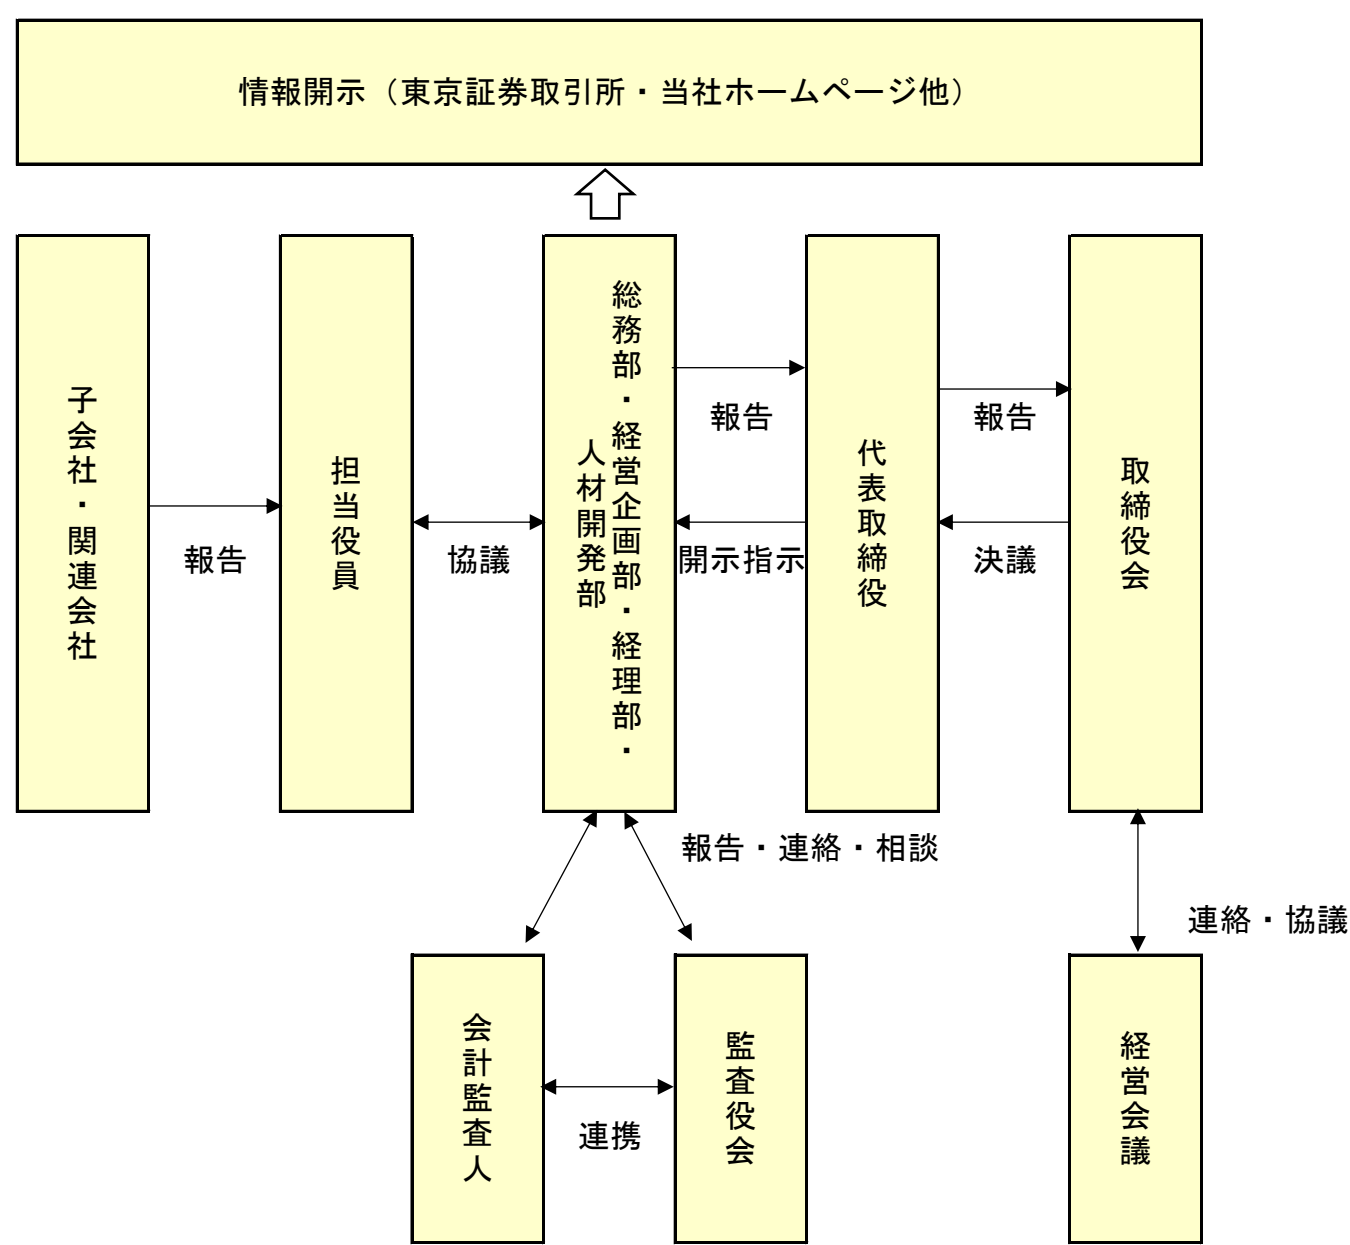 情報開示（東京証券取引所・当社ホームページ他）
子会社・関連会社
報告
担当役員
協議
総務部・経営企画部・経理部・
人材開発部
報告
開示指示
代表取締役
報告
決議
取締役会
報告・連絡・相談
連絡・協議
会計監査人
連携
監査役会
経営会議